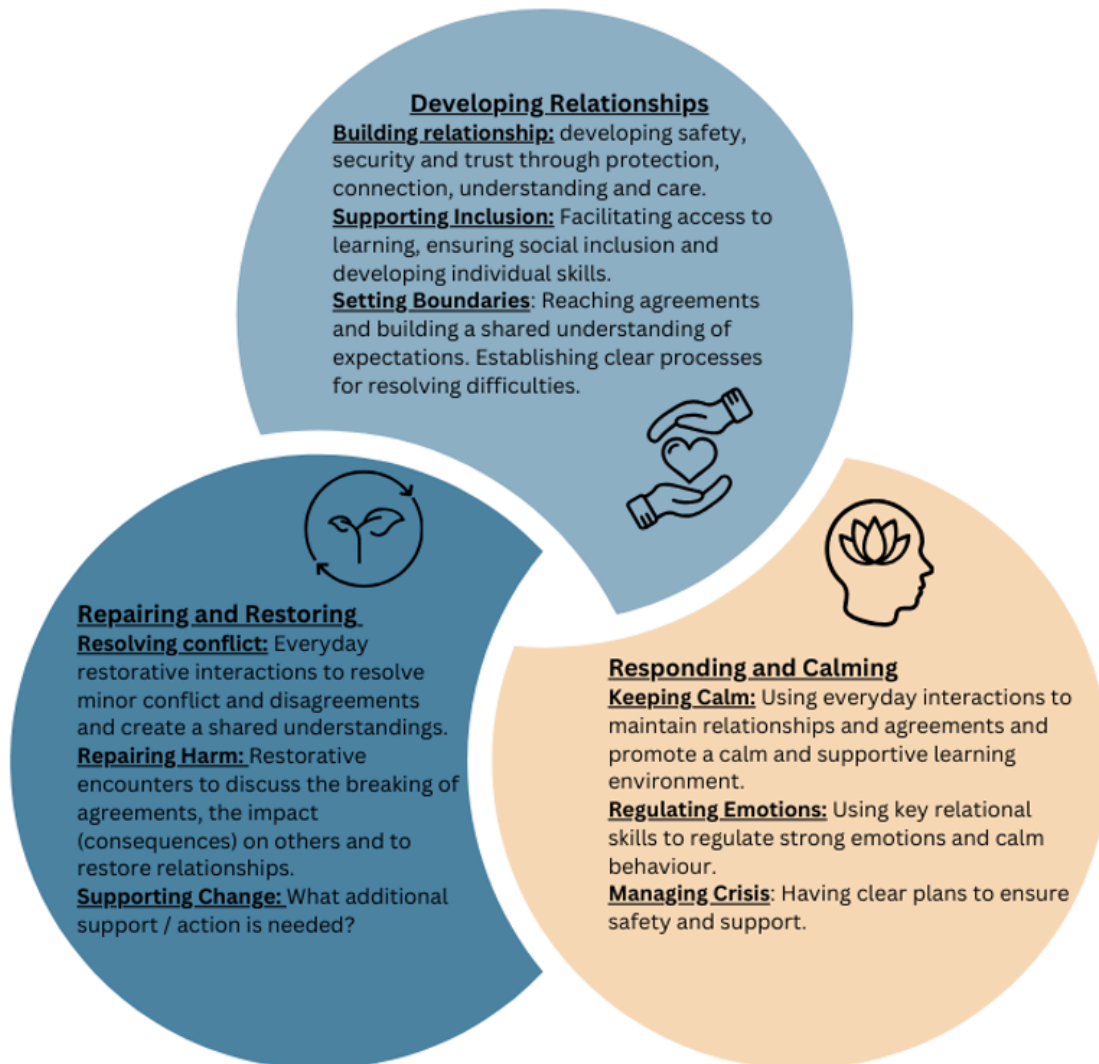 Developing Relationships
Building relationship: developing safety,
security and trust through protection,
connection, understanding and care.
Supporting Inclusion: Facilitating access to
learning, ensuring social inclusion and
developing individual skills.
Setting Boundaries: Reaching agreements
and building a shared understanding of
expectations. Establishing clear processes
for resolving difficulties.
Repairing and Restoring
Resolving conflict: Everyday
restorative interactions to resolve
minor conflict and disagreements
and create a shared understandings.
Repairing Harm: Restorative
encounters to discuss the breaking of
agreements, the impact
(consequences) on others and to
restore relationships.
Supporting Change: What additional
support / action is needed?
Responding and Calming
Keeping Calm: Using everyday interactions to
maintain relationships and agreements and
promote a calm and supportive learning
environment.
Regulating Emotions: Using key relational
skills to regulate strong emotions and calm
behaviour.
Managing Crisis: Having clear plans to ensure
safety and support.